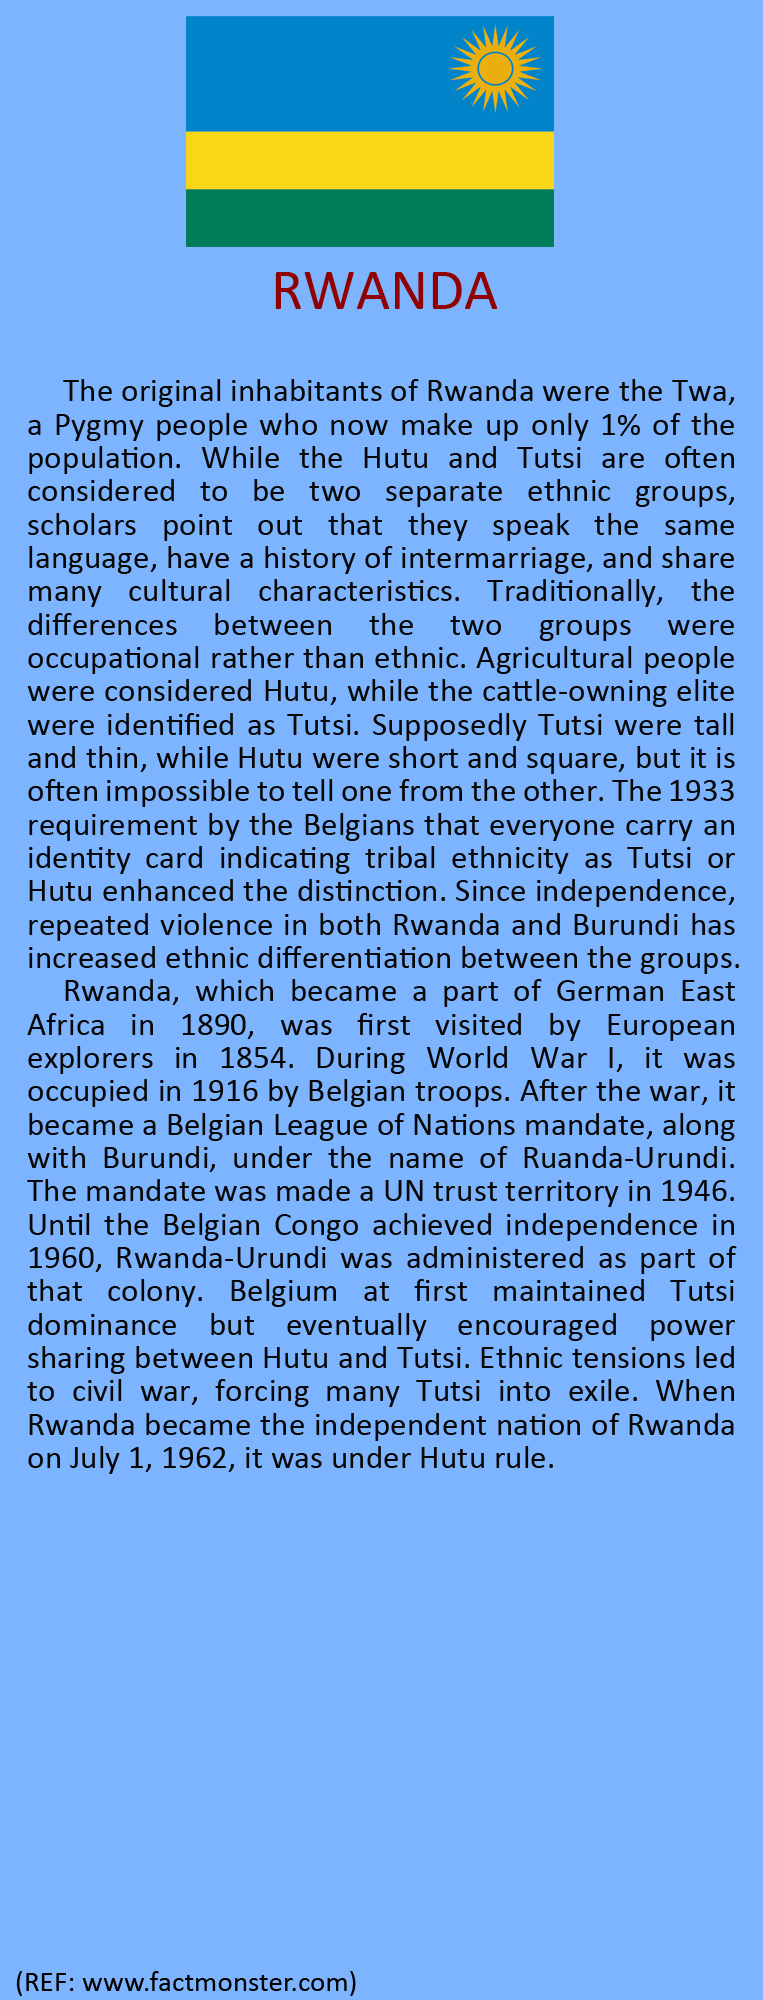 RWANDA
The original inhabitants of Rwanda were the Twa,
a Pygmy people who now make up only 1% of the
population. While the Hutu and Tutsi are often
considered to be two separate ethnic groups,
scholars point out that they speak the same
language, have a history of intermarriage, and share
many cultural characteristics. Traditionally, the
differences between the two groups were
occupational rather than ethnic. Agricultural people
were considered Hutu, while the cattle-owning elite
were identified as Tutsi. Supposedly Tutsi were tall
and thin, while Hutu were short and square, but it is
often impossible to tell one from the other. The 1933
requirement by the Belgians that everyone carry an
identity card indicating tribal ethnicity as Tutsi or
Hutu enhanced the distinction. Since independence,
repeated violence in both Rwanda and Burundi has
increased ethnic differentiation between the groups.
Rwanda, which became a part of German East
Africa in 1890, was first visited by European
explorers in 1854. During World War I, it was
occupied in 1916 by Belgian troops. After the war, it
became a Belgian League of Nations mandate, along
with Burundi, under the name of Ruanda-Urundi.
The mandate was made a UN trust territory in 1946.
Until the Belgian Congo achieved independence in
1960, Rwanda-Urundi was administered as part of
that colony. Belgium at first maintained Tutsi
dominance but eventually encouraged power
sharing between Hutu and Tutsi. Ethnic tensions led
to civil war, forcing many Tutsi into exile. When
Rwanda became the independent nation of Rwanda
on July 1, 1962, it was under Hutu rule.
(REF: www.factmonster.com)